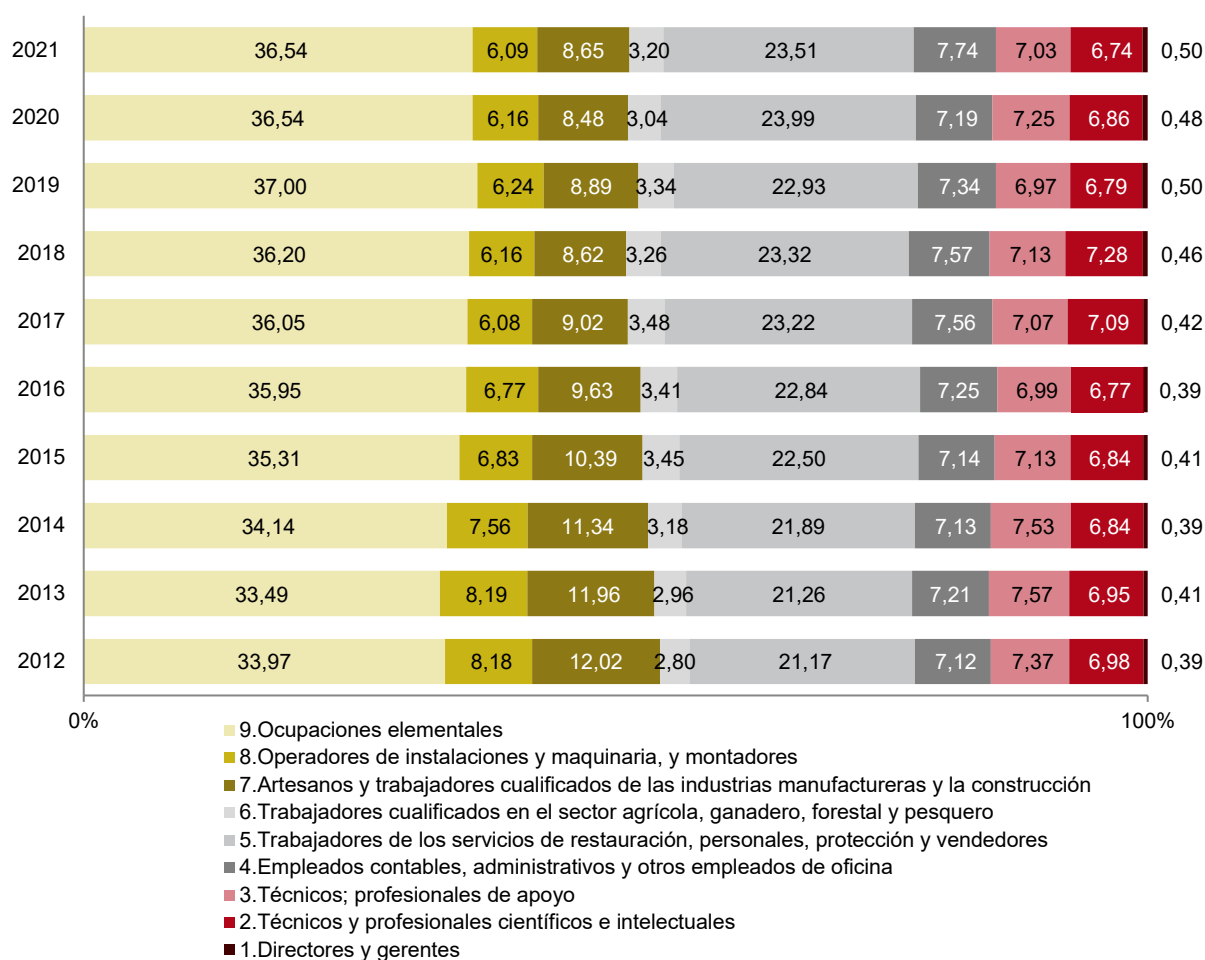 2021 36,54 6,09 8,65 3,20 23,51 7,74 7,03 6,74 0,50
2020 36,54 6,16 8,48 3,04 23,99 7,19 7,25 6,86 0,48
2019 37,00 6,24 8,89 3,34 22,93 7,34 6,97 6,79 0,50
2018 36,20 6,16 8,62 3,26 23,32 7,57 7,13 7,28 0,46
2017 36,05 6,08 9,02 3,48 23,22 7,56 7,07 7,09 0,42
2016 35,95 6,77 9,63 3,41 22,84 7,25 6,99 6,77 0,39
2015 35,31 6,83 10,39 3,45 22,50 7,14 7,13 6,84 0,41
2014 34,14 7,56 11,34 3,18 21,89 7,13 7,53 6,84 0,39
2013 33,49 8,19 11,96 2,96 21,26 7,21 7,57 6,95 0,41
2012 33,97 8,18 12,02 2,80 21,17 7,12 7,37 6,98 0,39
0% 100%
9.Ocupaciones elementales
8.Operadores de instalaciones y maquinaria, y montadores
7.Artesanos y trabajadores cualificados de las industrias manufactureras y la construcción
6.Trabajadores cualificados en el sector agrícola, ganadero, forestal y pesquero
5.Trabajadores de los servicios de restauración, personales, protección y vendedores
4.Empleados contables, administrativos y otros empleados de oficina
3.Técnicos; profesionales de apoyo
2.Técnicos y profesionales científicos e intelectuales
1.Directores y gerentes